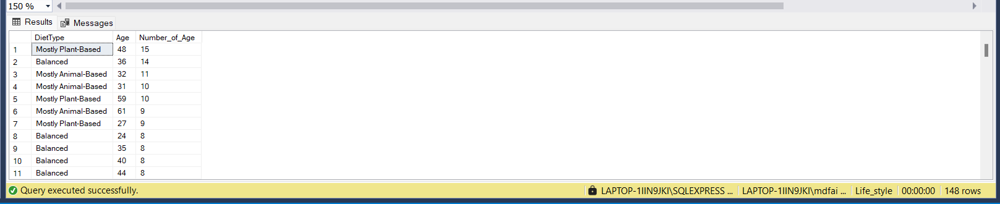 150 %
Results Messages
DietType Age Number_of_Age
1 Mostly Plant-Based 48 15
2 Balanced 36 14
3 Mostly Animal-Based 32 11
4 Mostly Animal-Based 31 10
5 Mostly Plant-Based 59 10
6 Mostly Animal-Based 61 9
7 Mostly Plant-Based 27 9
8 Balanced 24 8
9 Balanced 35 8
10 Balanced 40 8
11 Balanced 44 8
Query executed successfully. LAPTOP-1IIN9JKI\SQLEXPRESS ... LAPTOP-1IIN9JKI\mdfai ... Life_style 00:00:00 148 rows